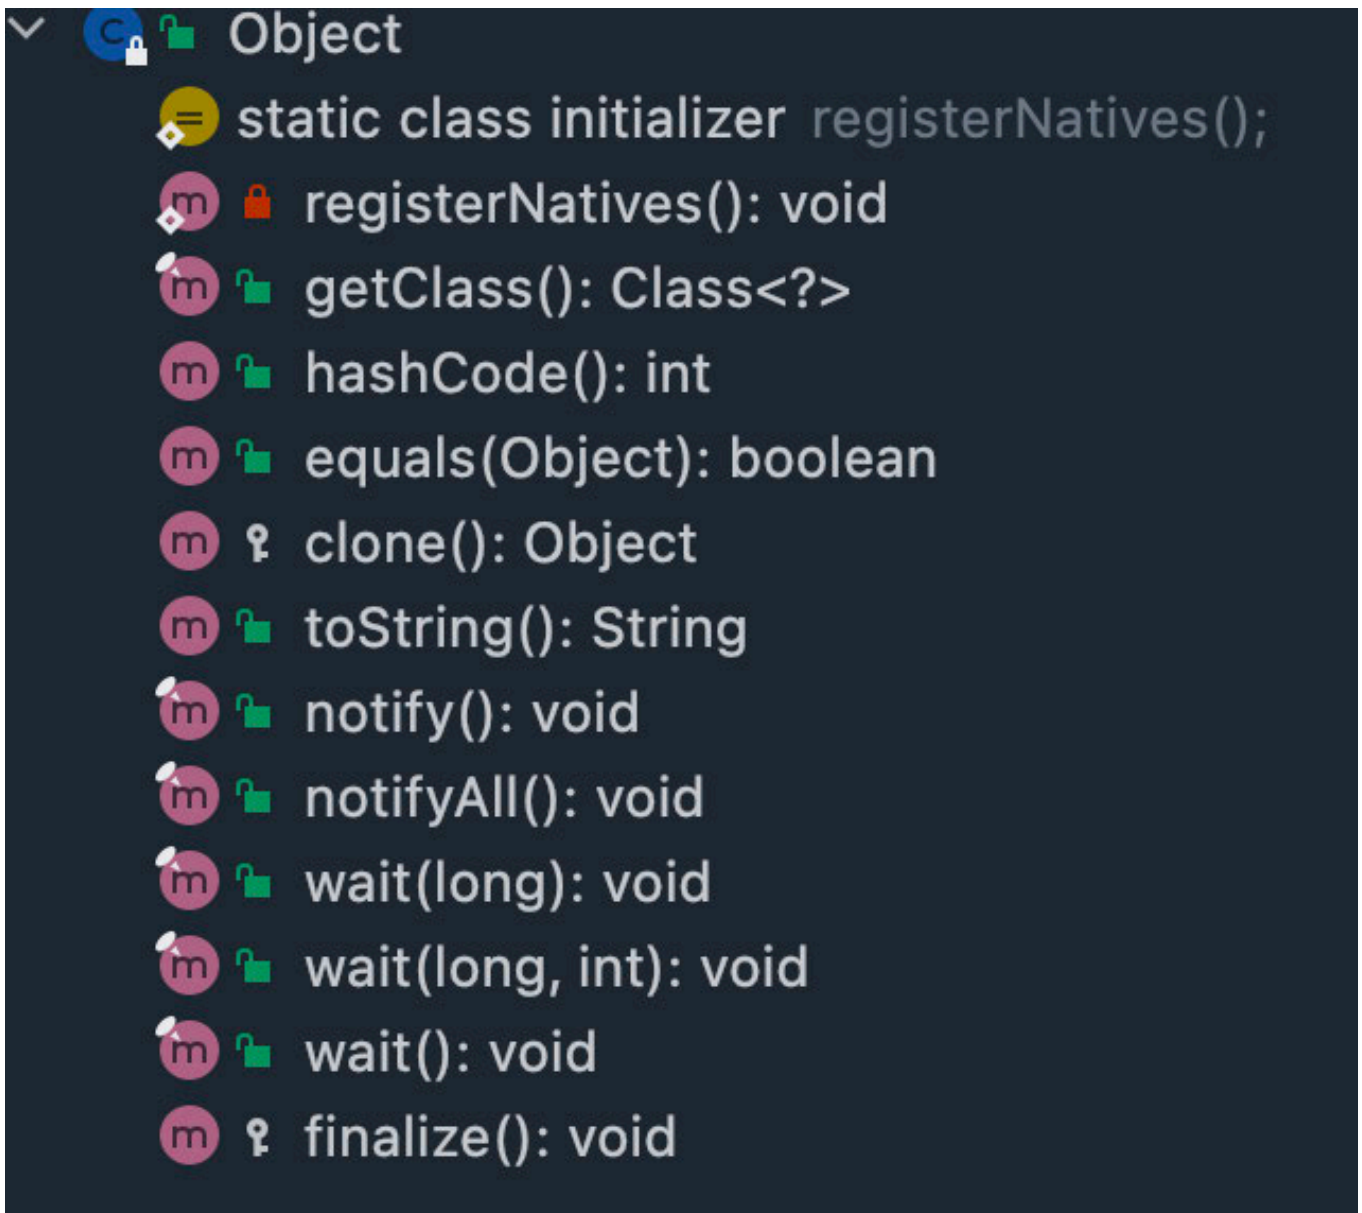 Object
static class initializer registerNatives();
registerNatives(): void
getClass(): Class<?>
hashCode(): int
equals(Object): boolean
clone(): Object
toString(): String
notify(): void
notifyAll(): void
wait(long): void
wait(long, int): void
wait(): void
finalize(): void